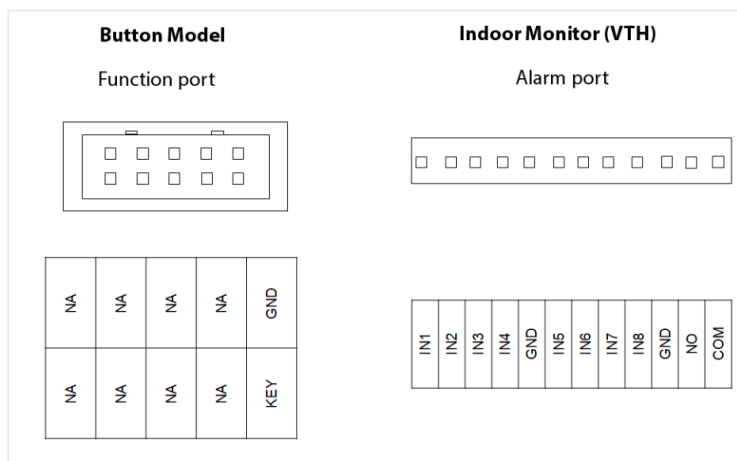 Button Model
Function port
NA NA NA NA GND
NA NA NA NA KEY
Indoor Monitor (VTH)
Alarm port
IN1 IN2 IN3 IN4 GND IN5 IN6 IN7 IN8 GND NO COM